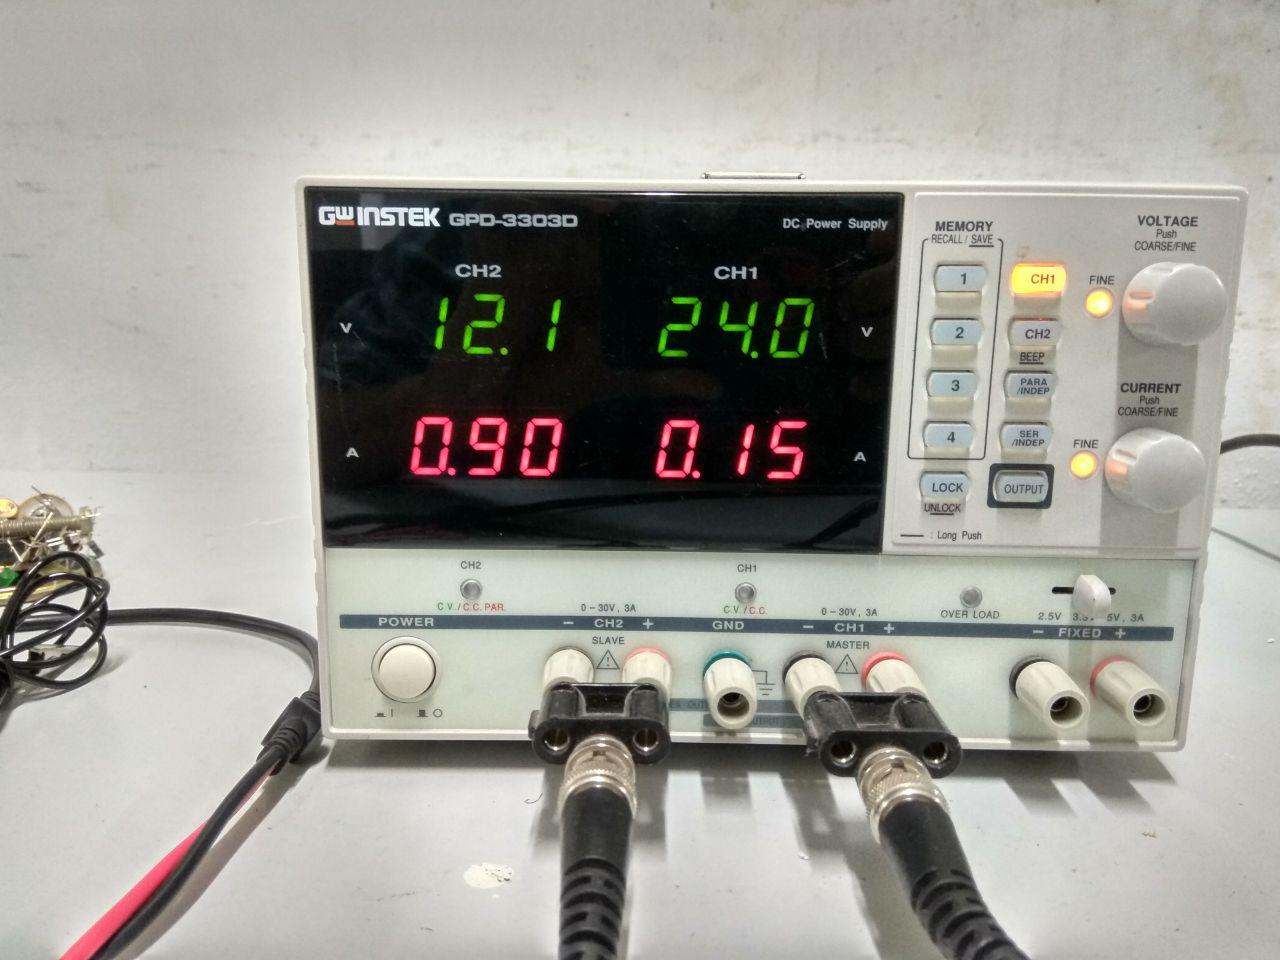 GWINSTEK GPD-3303D
DC Power Supply
CH2
CH1
V
12.1
24.0
V
A
0.90
0.15
A
MEMORY
RECALL / SAVE
1
2
3
4
LOCK
UNLOCK
CH1
CH2
BEEP
PARA
/INDEP
SER
/INDEP
OUTPUT
: Long Push
VOLTAGE
Push
COARSE/FINE
FINE
CURRENT
Push
COARSE/FINE
FINE
CH2
C.V. / C.C. PAR.
CH1
C.V. / C.C.
OVER LOAD
POWER
0 – 30V, 3A
− CH2 +
SLAVE
GND
0 – 30V, 3A
− CH1 +
MASTER
2.5V 5V, 3A
− FIXED +